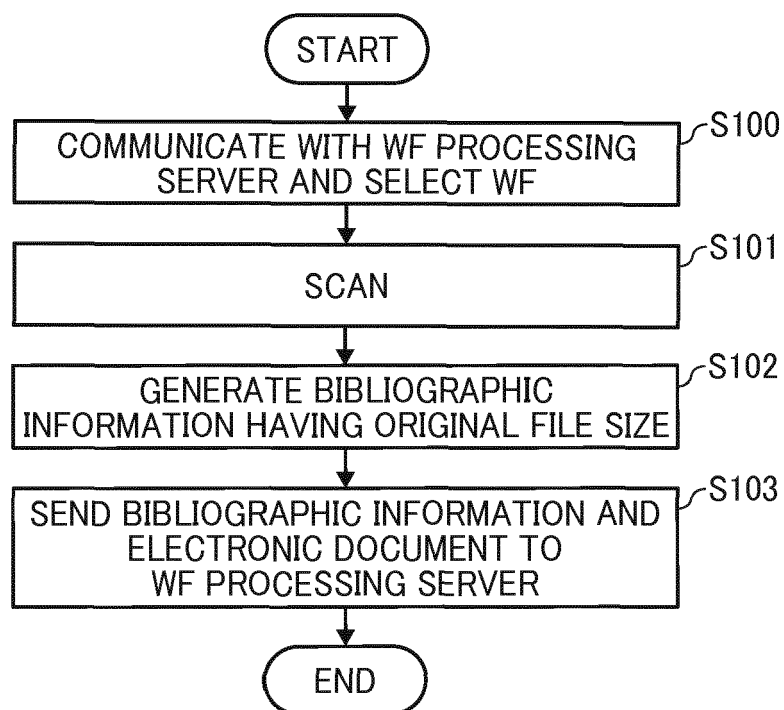 START
COMMUNICATE WITH WF PROCESSING
SERVER AND SELECT WF
S100
SCAN
S101
GENERATE BIBLIOGRAPHIC
INFORMATION HAVING ORIGINAL FILE SIZE
S102
SEND BIBLIOGRAPHIC INFORMATION AND
ELECTRONIC DOCUMENT TO
WF PROCESSING SERVER
S103
END